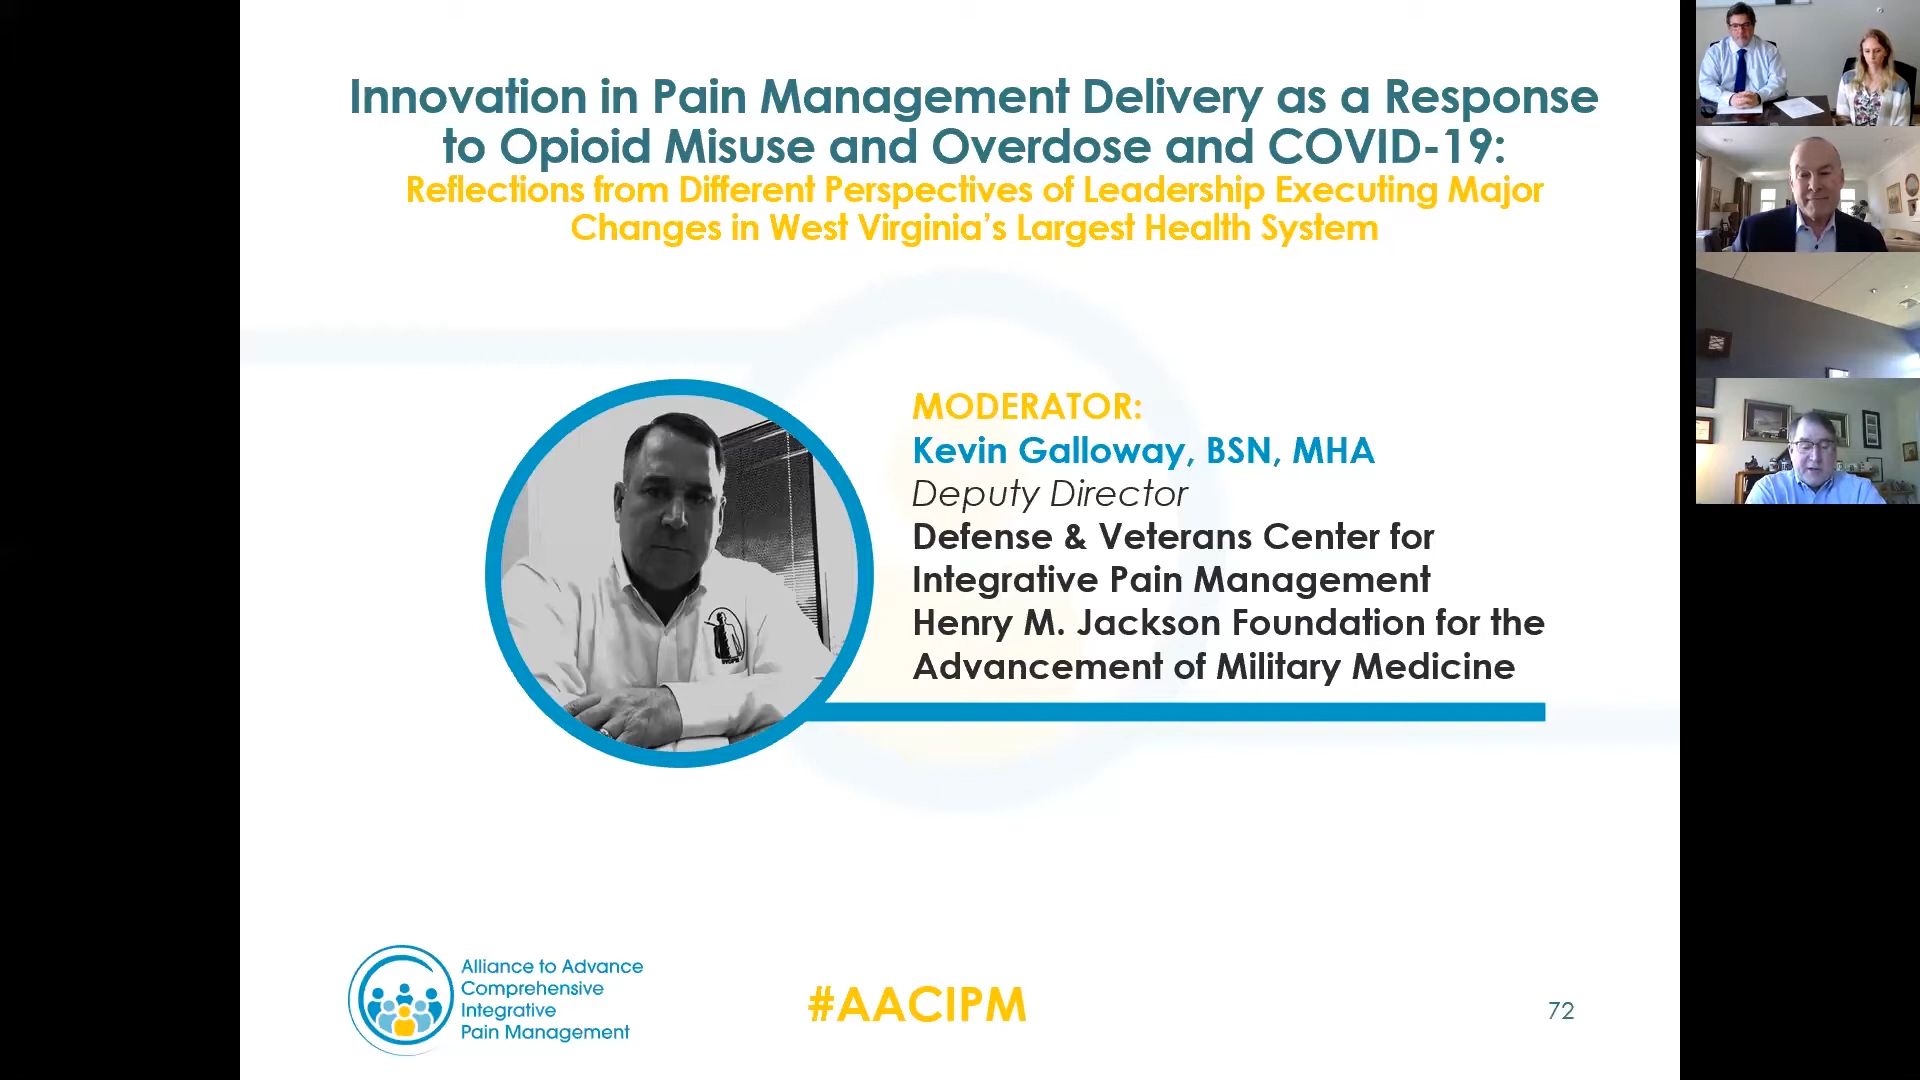 Innovation in Pain Management Delivery as a Response
to Opioid Misuse and Overdose and COVID-19:
Reflections from Different Perspectives of Leadership Executing Major
Changes in West Virginia’s Largest Health System
MODERATOR:
Kevin Galloway, BSN, MHA
Deputy Director
Defense & Veterans Center for
Integrative Pain Management
Henry M. Jackson Foundation for the
Advancement of Military Medicine
Alliance to Advance
Comprehensive
Integrative
Pain Management
#AACIPM
72